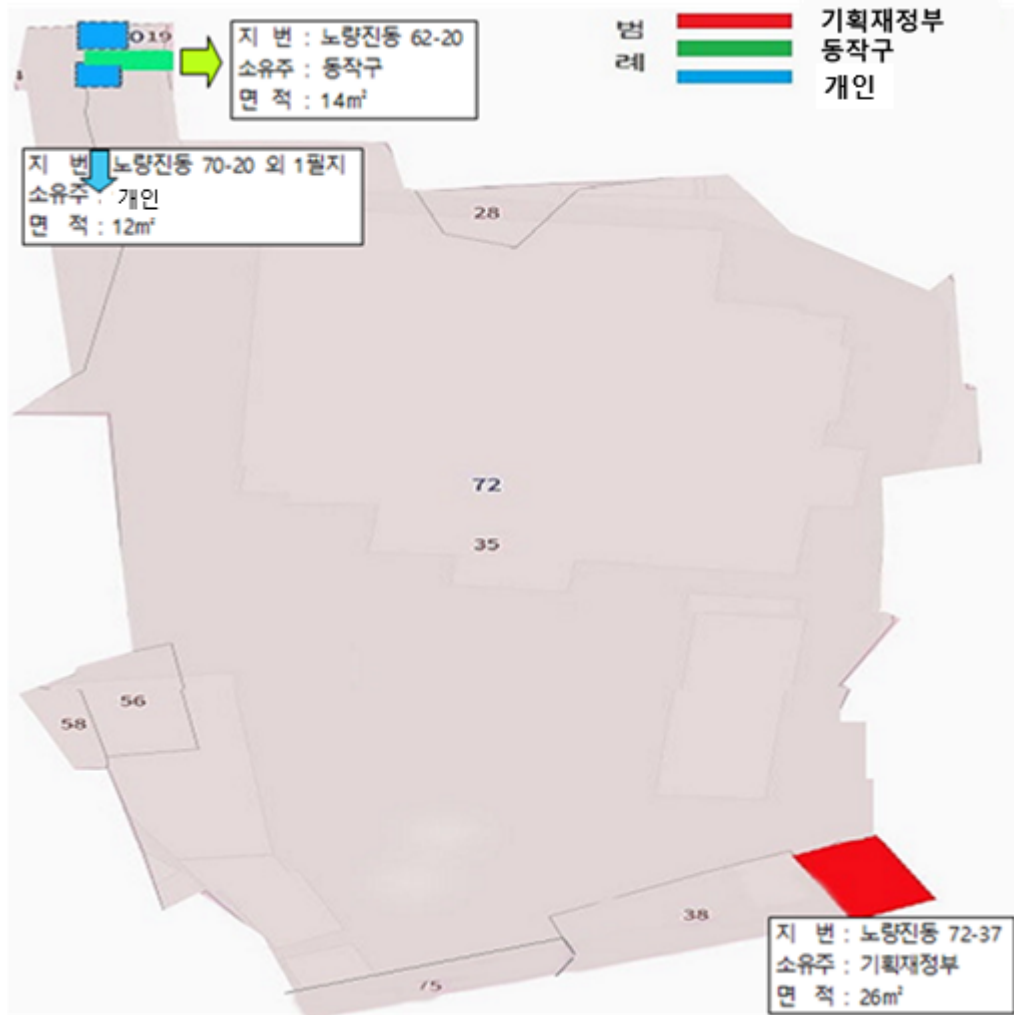 범
례
기획재정부
동작구
개인
019
지 번 : 노량진동 62-20
소유주 : 동작구
면 적 : 14㎡
지 번 노량진동 70-20 외 1필지
소유주 : 개인
면 적 : 12㎡
28
72
35
56
58
38
75
지 번 : 노량진동 72-37
소유주 : 기획재정부
면 적 : 26㎡